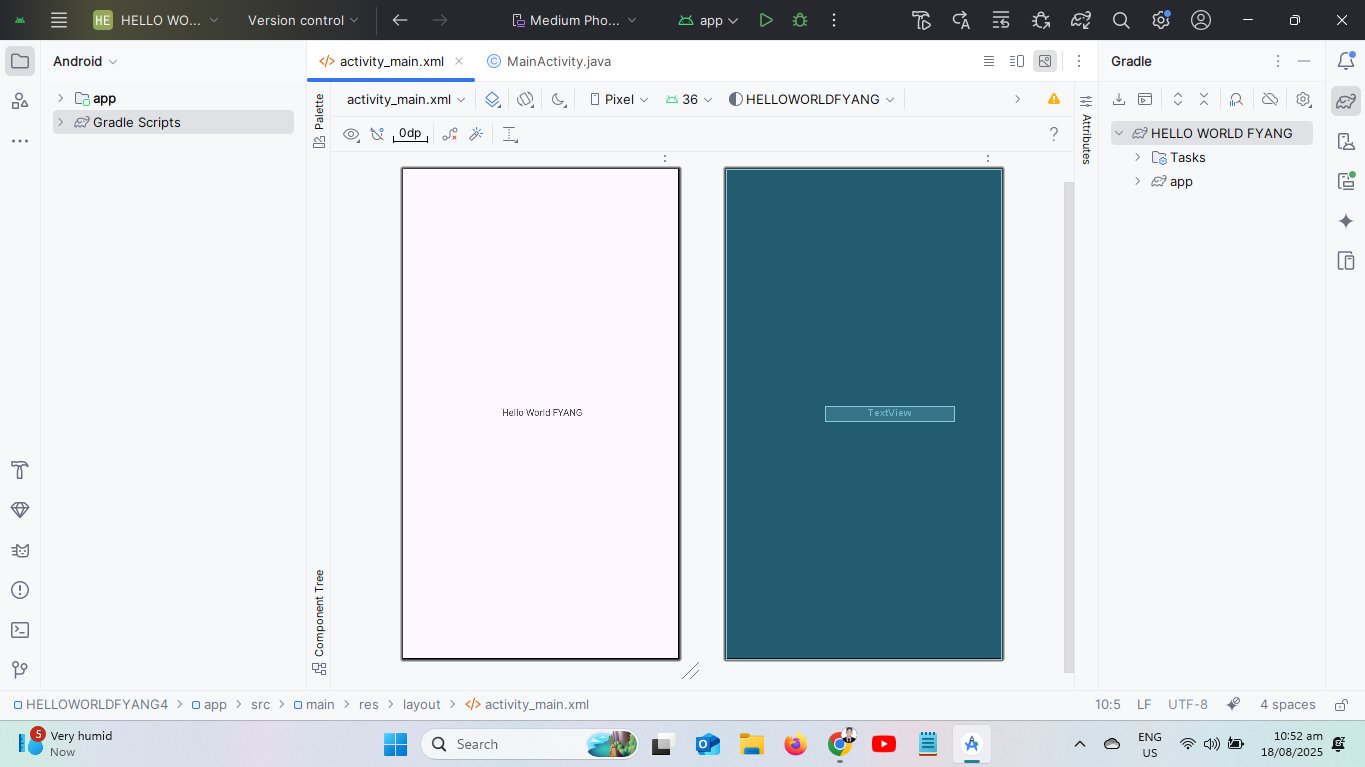 HE HELLO WO... Version control Medium Pho... app
Android activity_main.xml MainActivity.java Gradle
app
Gradle Scripts
Palette
activity_main.xml Pixel 36 HELLOWORLDFYANG
0dp ?
Attributes
HELLO WORLD FYANG
Tasks
app
Hello World FYANG
TextView
Component Tree
HELLOWORLDFYANG4 > app > src > main > res > layout > activity_main.xml 10:5 LF UTF-8 4 spaces
5 Very humid
Now
Search
ENG
US
10:52 am
18/08/2025